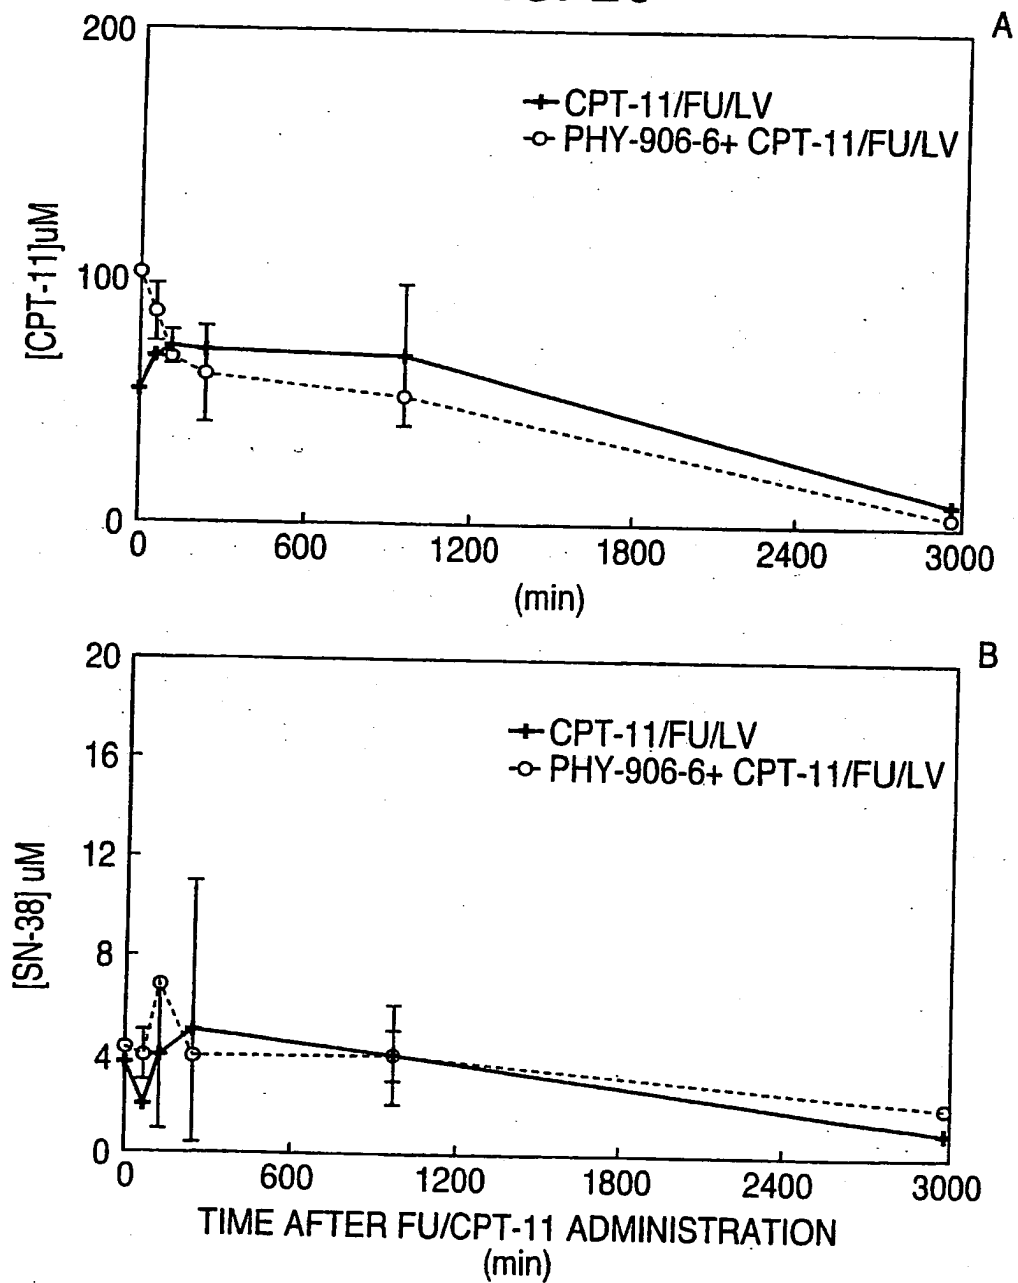 A
200
CPT-11/FU/LV
PHY-906-6+ CPT-11/FU/LV
[CPT-11]uM
100
0
0 600 1200 1800 2400 3000
(min)
B
20
CPT-11/FU/LV
16
PHY-906-6+ CPT-11/FU/LV
12
[SN-38] uM
8
4
0
0 600 1200 1800 2400 3000
TIME AFTER FU/CPT-11 ADMINISTRATION
(min)